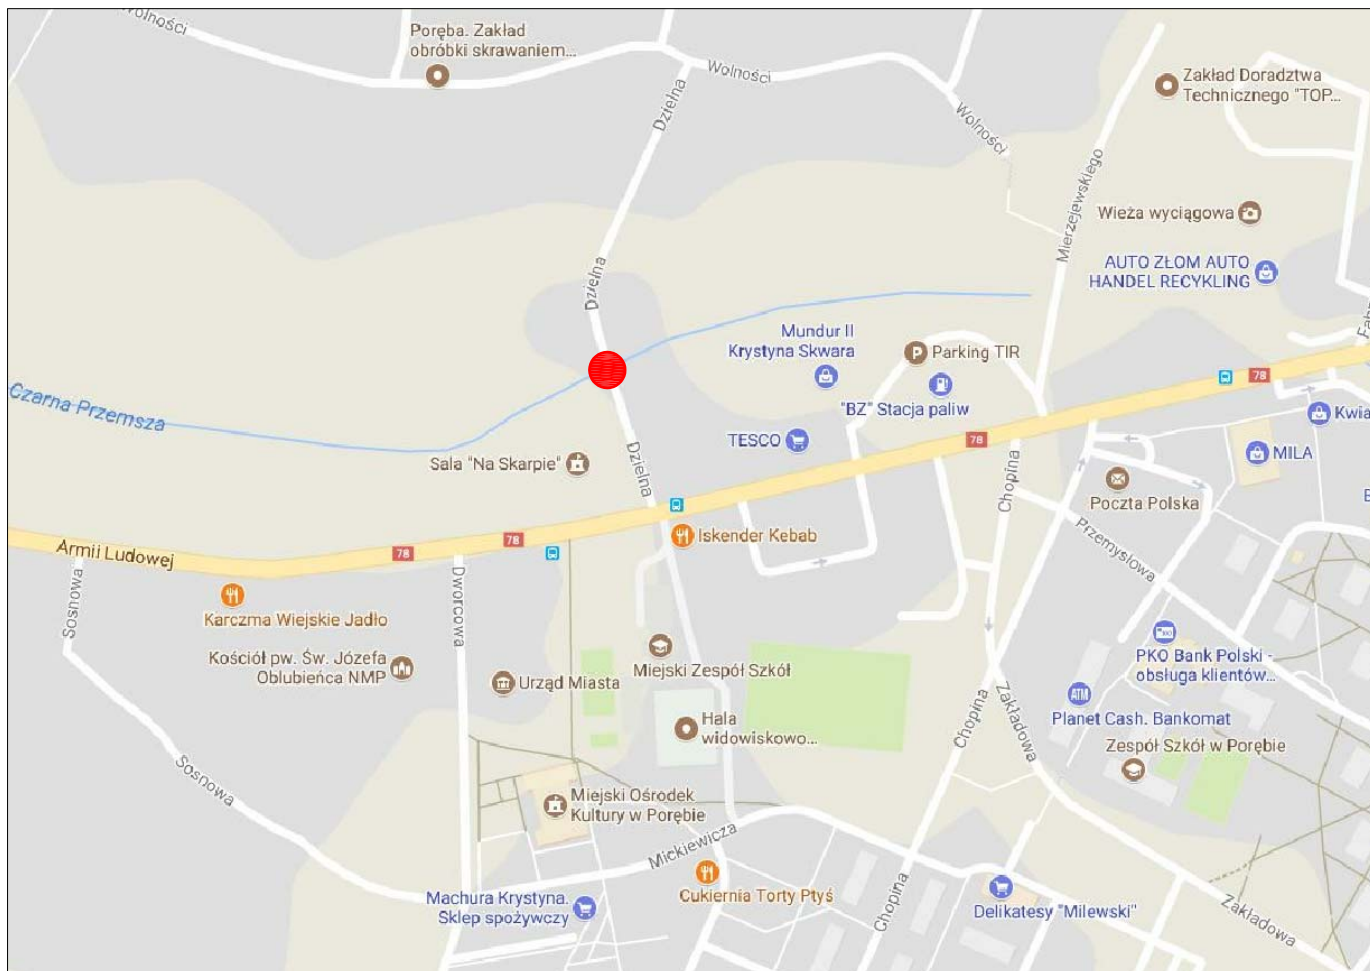 Wolności
Poręba. Zakład
obróbki skrawaniem...
Wolności
Dzielna
Wolności
Zakład Doradztwa
Technicznego "TOP...
Mierzejewskiego
Wieża wyciągowa
AUTO ZŁOM AUTO
HANDEL RECYKLING
Dzielna
Mundur II
Krystyna Skwara
P
Parking TIR
"BZ" Stacja paliw
78
Czarna Przemsza
TESCO
78
Kwia
MILA
Sala "Na Skarpie"
Dzielna
Chopina
Poczta Polska
Przemysłowa
Iskender Kebab
Armii Ludowej
78
78
Sosnowa
Dworcowa
Karczma Wiejskie Jadło
Kościół pw. Św. Józefa
Oblubieńca NMP
Urząd Miasta
Miejski Zespół Szkół
PKO Bank Polski -
obsługa klientów...
ATM
Planet Cash. Bankomat
Zespół Szkół w Porębie
Hala
widowiskowo...
Chopina
Zakładowa
Sosnowa
Miejski Ośrodek
Kultury w Porębie
Mickiewicza
Cukiernia Torty Ptyś
Machura Krystyna.
Sklep spożywczy
Chopina
Delikatesy "Milewski"
Zakładowa